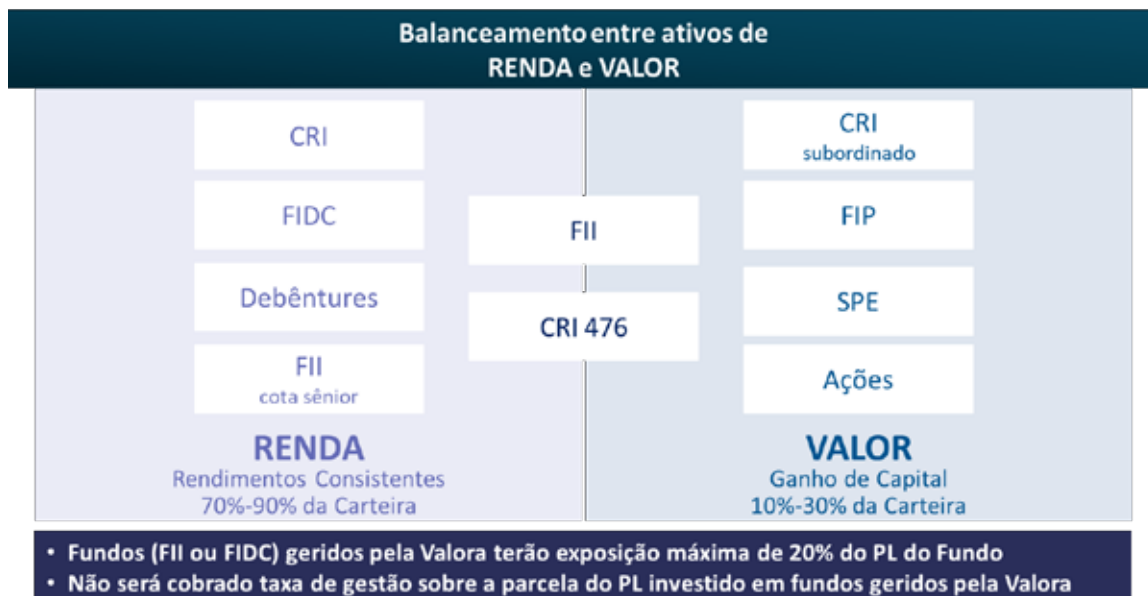 Balanceamento entre ativos de
RENDA e VALOR
CRI
FIDC
Debêntures
FII
cota sênior
RENDA
Rendimentos Consistentes
70%-90% da Carteira
FII
CRI 476
CRI
subordinado
FIP
SPE
Ações
VALOR
Ganho de Capital
10%-30% da Carteira
• Fundos (FII ou FIDC) geridos pela Valora terão exposição máxima de 20% do PL do Fundo
• Não será cobrado taxa de gestão sobre a parcela do PL investido em fundos geridos pela Valora